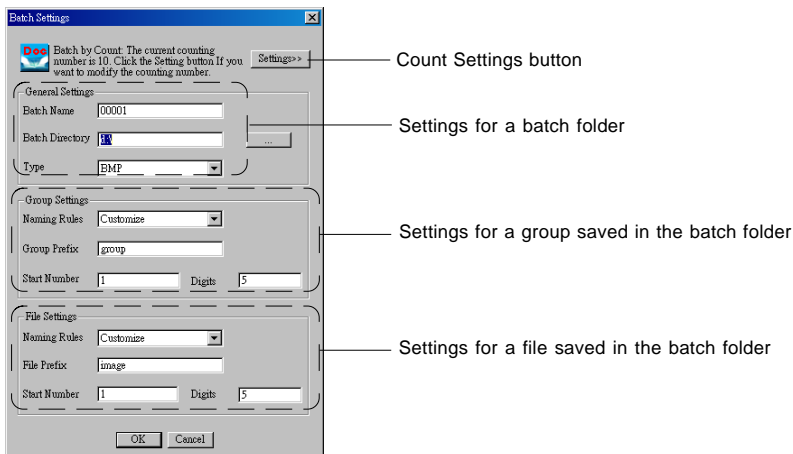 Batch Settings
Doc
Batch by Count: The current counting
number is 10. Click the Setting button If you
want to modify the counting number.
Settings>>
Count Settings button
General Settings
Batch Name 00001
Batch Directory
...
Settings for a batch folder
Type BMP
Group Settings
Naming Rules Customize
Group Prefix group
Settings for a group saved in the batch folder
Start Number 1 Digits 5
File Settings
Naming Rules Customize
File Prefix image
Settings for a file saved in the batch folder
Start Number 1 Digits 5
OK Cancel